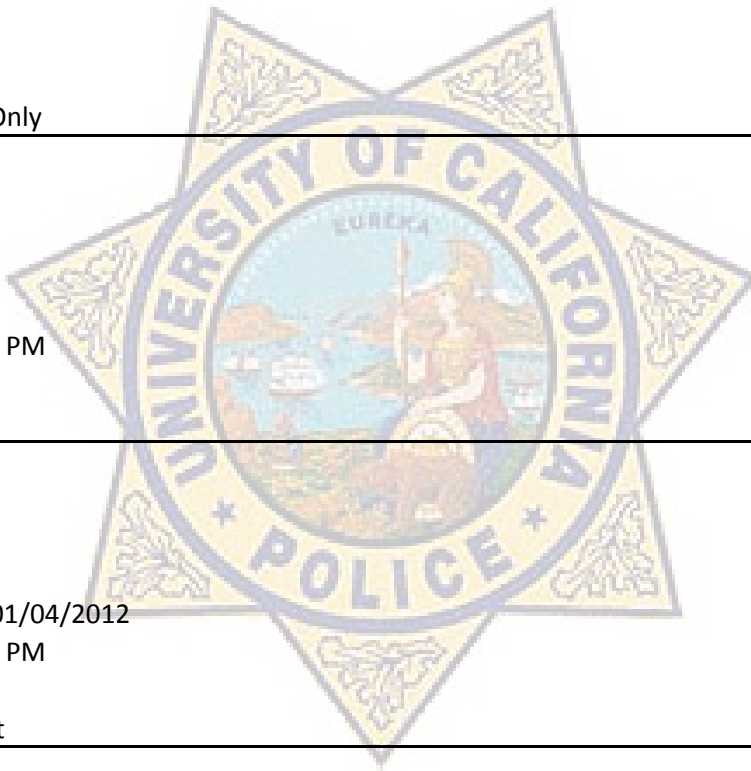 Only
UNIVERSITY OF CALIFORNIA
EUREKA
PM
* POLICE *
01/04/2012
PM
t